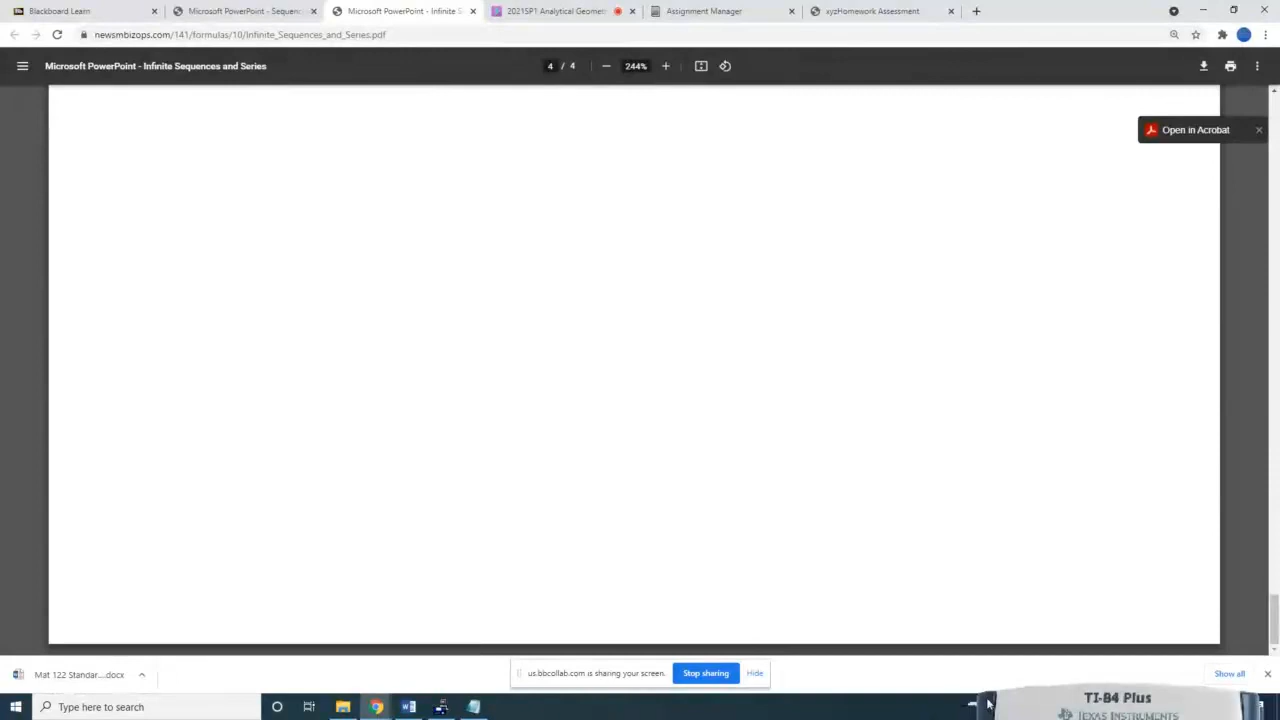 Blackboard Learn
Microsoft PowerPoint - Sequenc
Microsoft PowerPoint - Infinite S
2021SP1 Analytical Geomet
Assignment Manager
xyzHomework Assessment
newsmbizops.com/141/formulas/10/Infinite_Sequences_and_Series.pdf
Microsoft PowerPoint - Infinite Sequences and Series
4 / 4
244%
Open in Acrobat
Mat 122 Standar....docx
us.bbcollab.com is sharing your screen.
Stop sharing
Hide
Show all
Type here to search
TI-84 Plus
TEXAS INSTRUMENTS